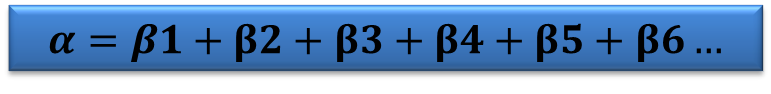 α = β1 + β2 + β3 + β4 + β5 + β6 ...